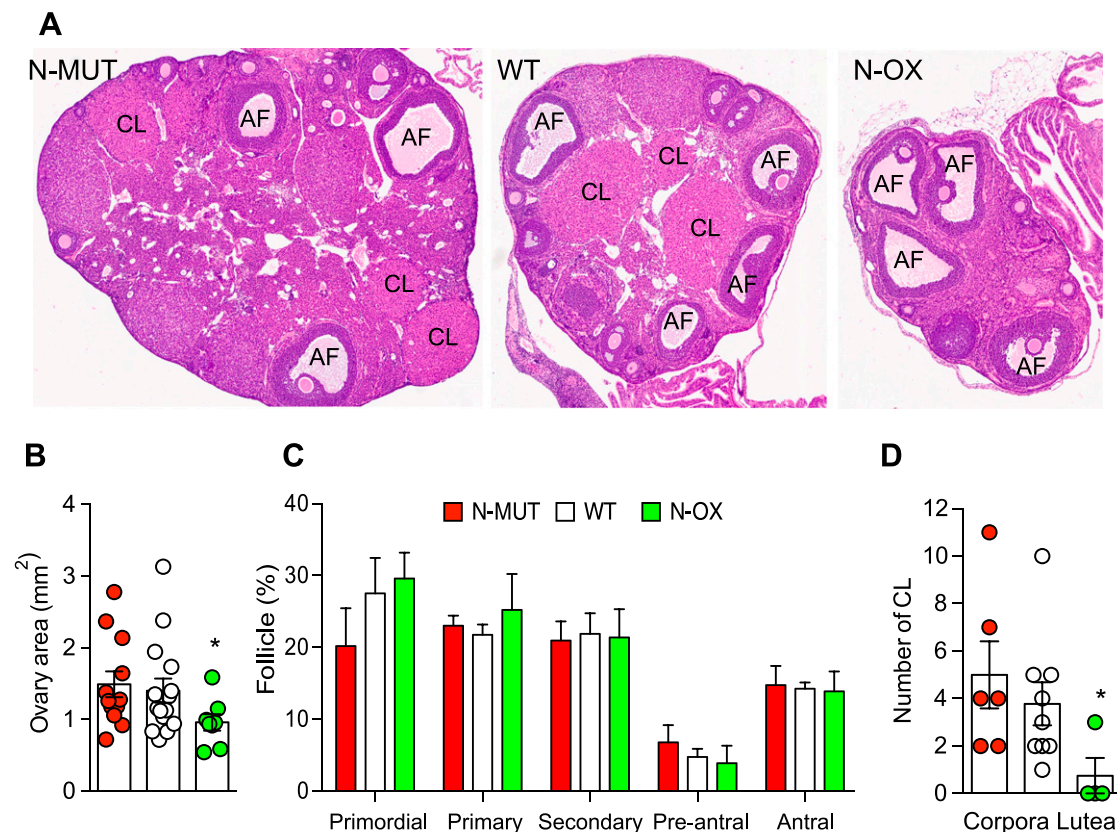 A
N-MUT
WT
N-OX
CL
AF
AF
CL
CL
AF
AF
CL
CL
AF
CL
AF
AF
AF
AF
AF
AF
B
C
D
Ovary area (mm²)
4
3
2
1
0
*
Follicle (%)
40
30
20
10
0
N-MUT
WT
N-OX
Primordial
Primary
Secondary
Pre-antral
Antral
Number of CL
12
10
8
6
4
2
0
*
Corpora Lutea